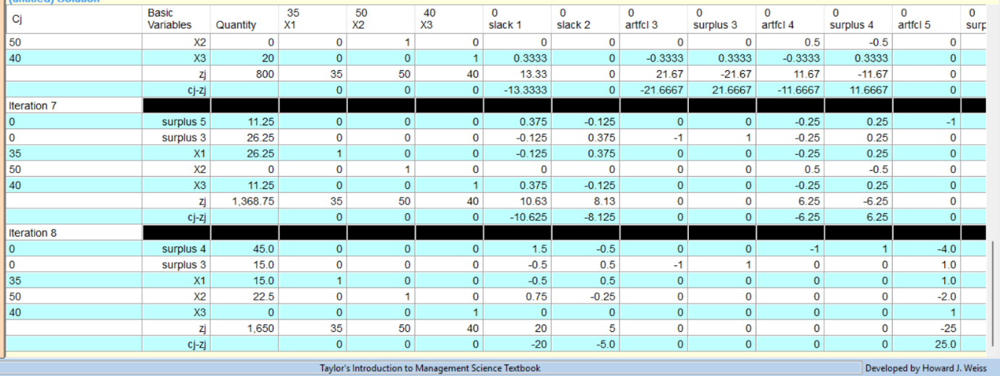 (untitled) Solution
Cj Basic Variables Quantity 35 X1 50 X2 40 X3 0 slack 1 0 slack 2 0 artfcl 3 0 surplus 3 0 artfcl 4 0 surplus 4 0 artfcl 5 0 surp
50 X2 0 0 1 0 0 0 0 0 0.5 -0.5 0
40 X3 20 0 0 1 0.3333 0 -0.3333 0.3333 -0.3333 0.3333 0
zj 800 35 50 40 13.33 0 21.67 -21.67 11.67 -11.67 0
cj-zj 0 0 0 -13.3333 0 -21.6667 21.6667 -11.6667 11.6667 0
Iteration 7
0 surplus 5 11.25 0 0 0 0.375 -0.125 0 0 -0.25 0.25 -1
0 surplus 3 26.25 0 0 0 -0.125 0.375 -1 1 -0.25 0.25 0
35 X1 26.25 1 0 0 -0.125 0.375 0 0 -0.25 0.25 0
50 X2 0 0 1 0 0 0 0 0 0.5 -0.5 0
40 X3 11.25 0 0 1 0.375 -0.125 0 0 -0.25 0.25 0
zj 1,368.75 35 50 40 10.63 8.13 0 0 6.25 -6.25 0
cj-zj 0 0 0 -10.625 -8.125 0 0 -6.25 6.25 0
Iteration 8
0 surplus 4 45.0 0 0 0 1.5 -0.5 0 0 -1 1 -4.0
0 surplus 3 15.0 0 0 0 -0.5 0.5 -1 1 0 0 1.0
35 X1 15.0 1 0 0 -0.5 0.5 0 0 0 0 1.0
50 X2 22.5 0 1 0 0.75 -0.25 0 0 0 0 -2.0
40 X3 0 0 0 1 0 0 0 0 0 0 1
zj 1,650 35 50 40 20 5 0 0 0 0 -25
cj-zj 0 0 0 -20 -5.0 0 0 0 0 25.0
Taylor's Introduction to Management Science Textbook Developed by Howard J. Weiss